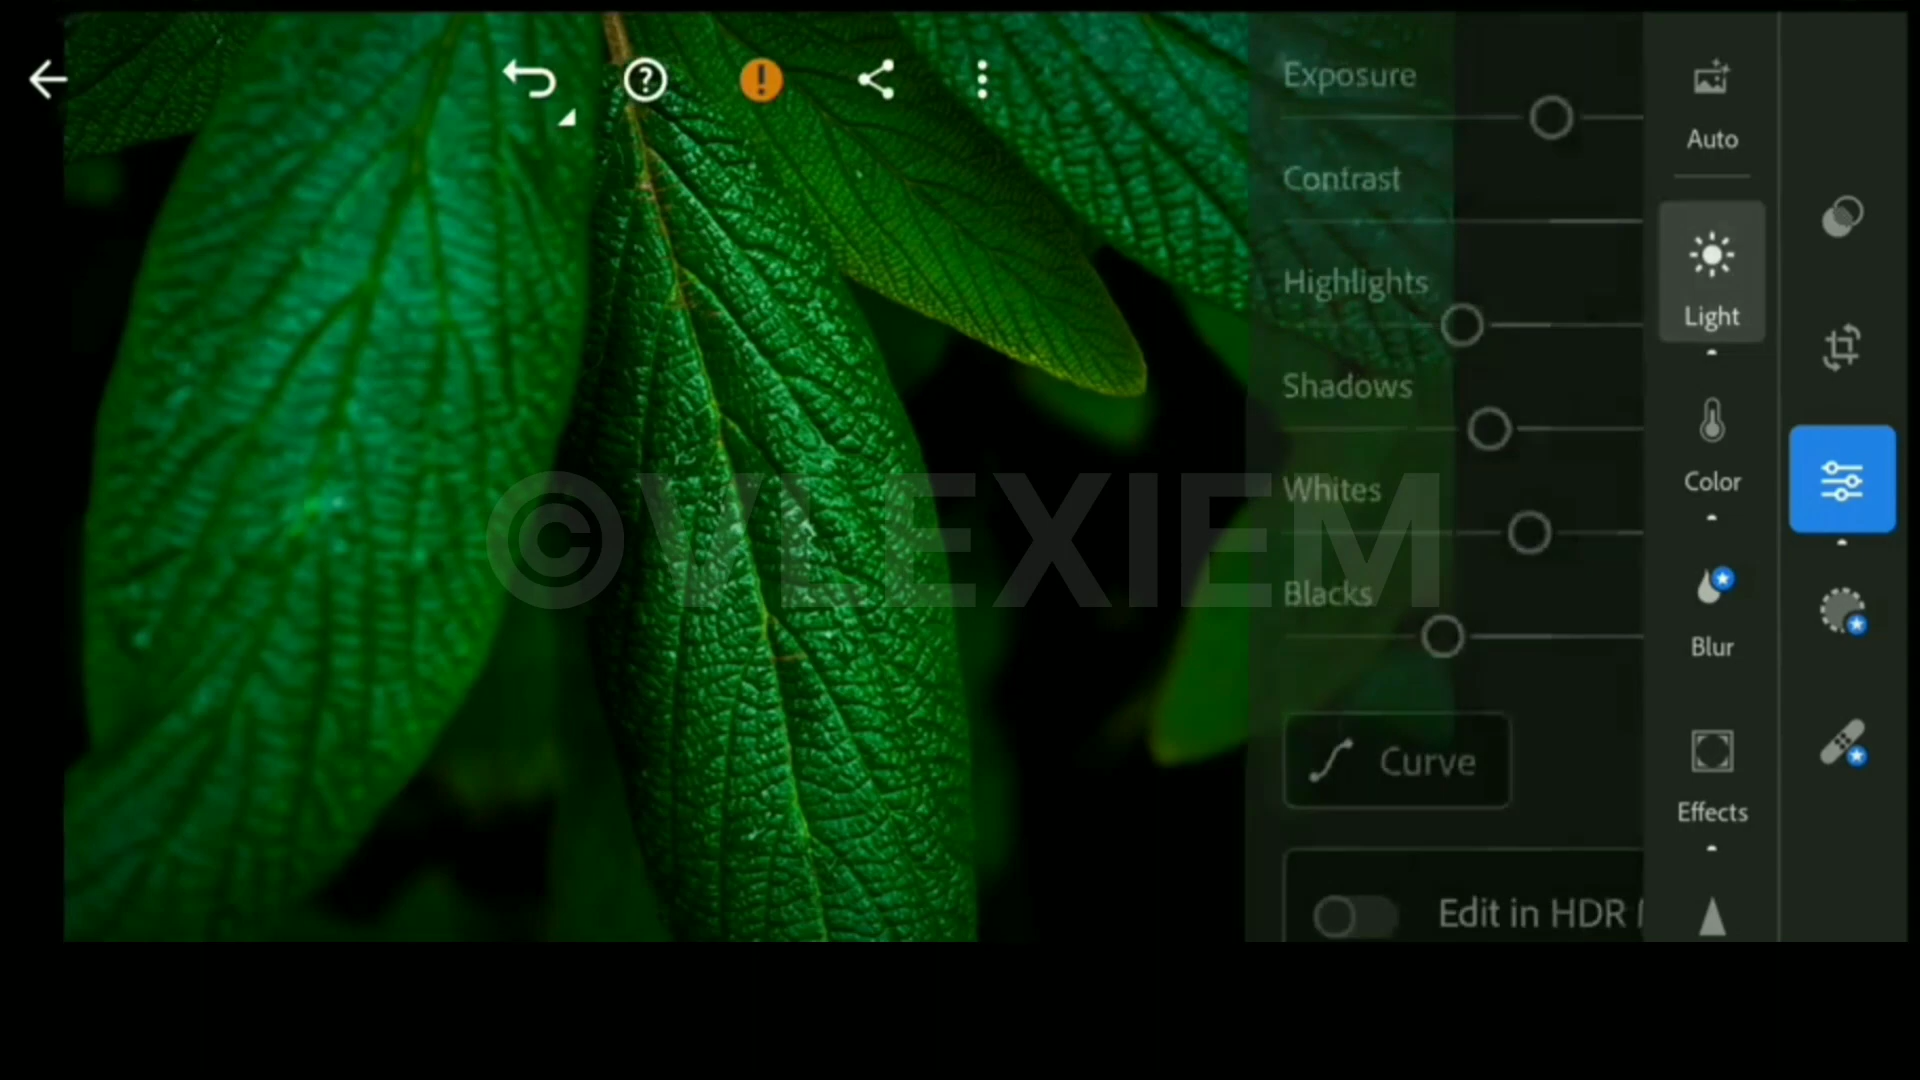 Exposure
Contrast
Highlights
Shadows
Whites
Blacks
Curve
Edit in HDR
Auto
Light
Color
Blur
Effects
©VLEXIEM